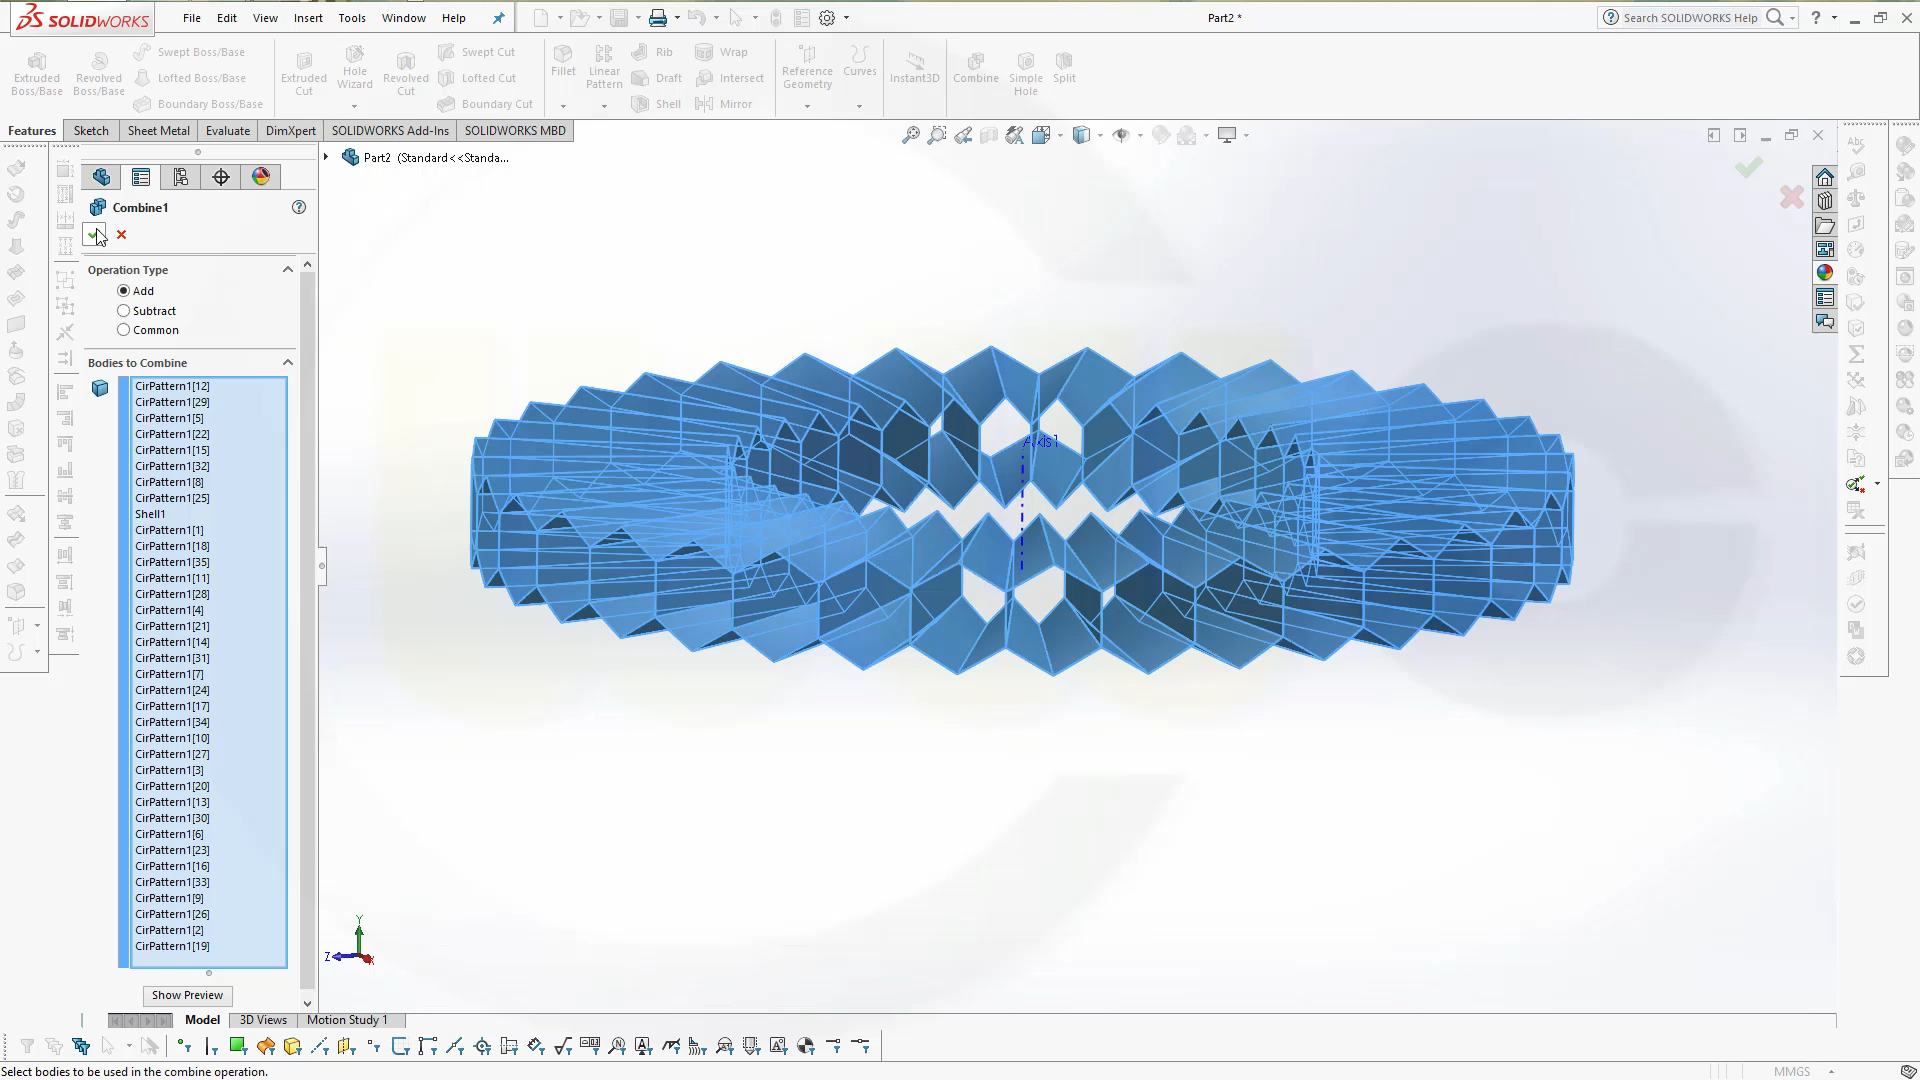 SOLIDWORKS
File Edit View Insert Tools Window Help
Part2 *
Search SOLIDWORKS Help
Extruded Boss/Base
Revolved Boss/Base
Swept Boss/Base
Lofted Boss/Base
Boundary Boss/Base
Extruded Cut
Hole Wizard
Revolved Cut
Swept Cut
Lofted Cut
Boundary Cut
Fillet
Linear Pattern
Rib
Draft
Shell
Wrap
Intersect
Mirror
Reference Geometry
Curves
Instant3D
Combine
Simple Hole
Split
Features Sketch Sheet Metal Evaluate DimXpert SOLIDWORKS Add-Ins SOLIDWORKS MBD
Part2 (Standard<<Standa...
Combine1
Operation Type
Add
Subtract
Common
Bodies to Combine
CirPattern1[12]
CirPattern1[29]
CirPattern1[5]
CirPattern1[22]
CirPattern1[15]
CirPattern1[32]
CirPattern1[8]
CirPattern1[25]
Shell1
CirPattern1[1]
CirPattern1[18]
CirPattern1[35]
CirPattern1[11]
CirPattern1[28]
CirPattern1[4]
CirPattern1[21]
CirPattern1[14]
CirPattern1[31]
CirPattern1[7]
CirPattern1[24]
CirPattern1[17]
CirPattern1[34]
CirPattern1[10]
CirPattern1[27]
CirPattern1[3]
CirPattern1[20]
CirPattern1[13]
CirPattern1[30]
CirPattern1[6]
CirPattern1[23]
CirPattern1[16]
CirPattern1[33]
CirPattern1[9]
CirPattern1[26]
CirPattern1[2]
CirPattern1[19]
Show Preview
Axis1
Y
Z
X
Model 3D Views Motion Study 1
Select bodies to be used in the combine operation.
MMGS